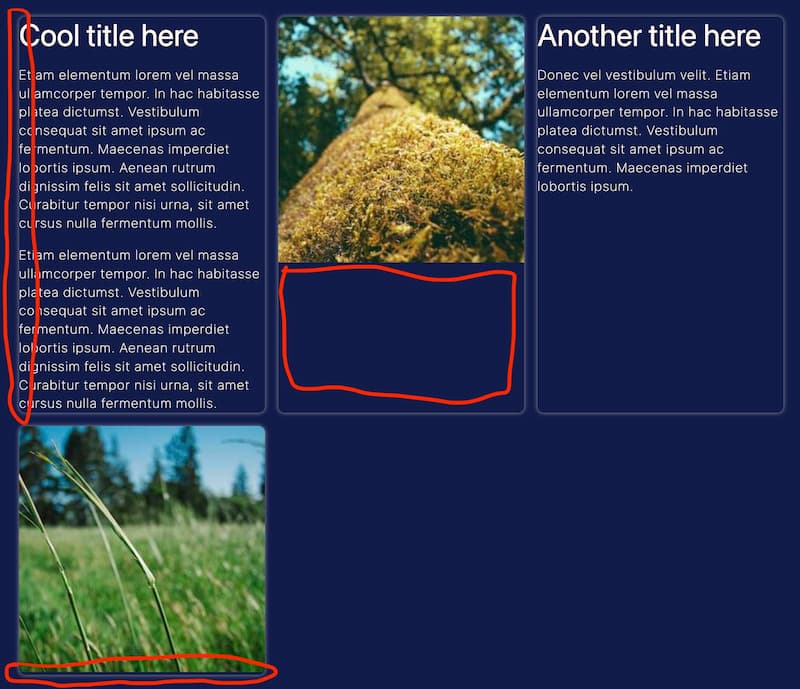 Cool title here
Etiam elementum lorem vel massa
ullamcorper tempor. In hac habitasse
platea dictumst. Vestibulum
consequat sit amet ipsum ac
fermentum. Maecenas imperdiet
lobortis ipsum. Aenean rutrum
dignissim felis sit amet sollicitudin.
Curabitur tempor nisi urna, sit amet
cursus nulla fermentum mollis.
Etiam elementum lorem vel massa
ullamcorper tempor. In hac habitasse
platea dictumst. Vestibulum
consequat sit amet ipsum ac
fermentum. Maecenas imperdiet
lobortis ipsum. Aenean rutrum
dignissim felis sit amet sollicitudin.
Curabitur tempor nisi urna, sit amet
cursus nulla fermentum mollis.
Another title here
Donec vel vestibulum velit. Etiam
elementum lorem vel massa
ullamcorper tempor. In hac habitasse
platea dictumst. Vestibulum
consequat sit amet ipsum ac
fermentum. Maecenas imperdiet
lobortis ipsum.